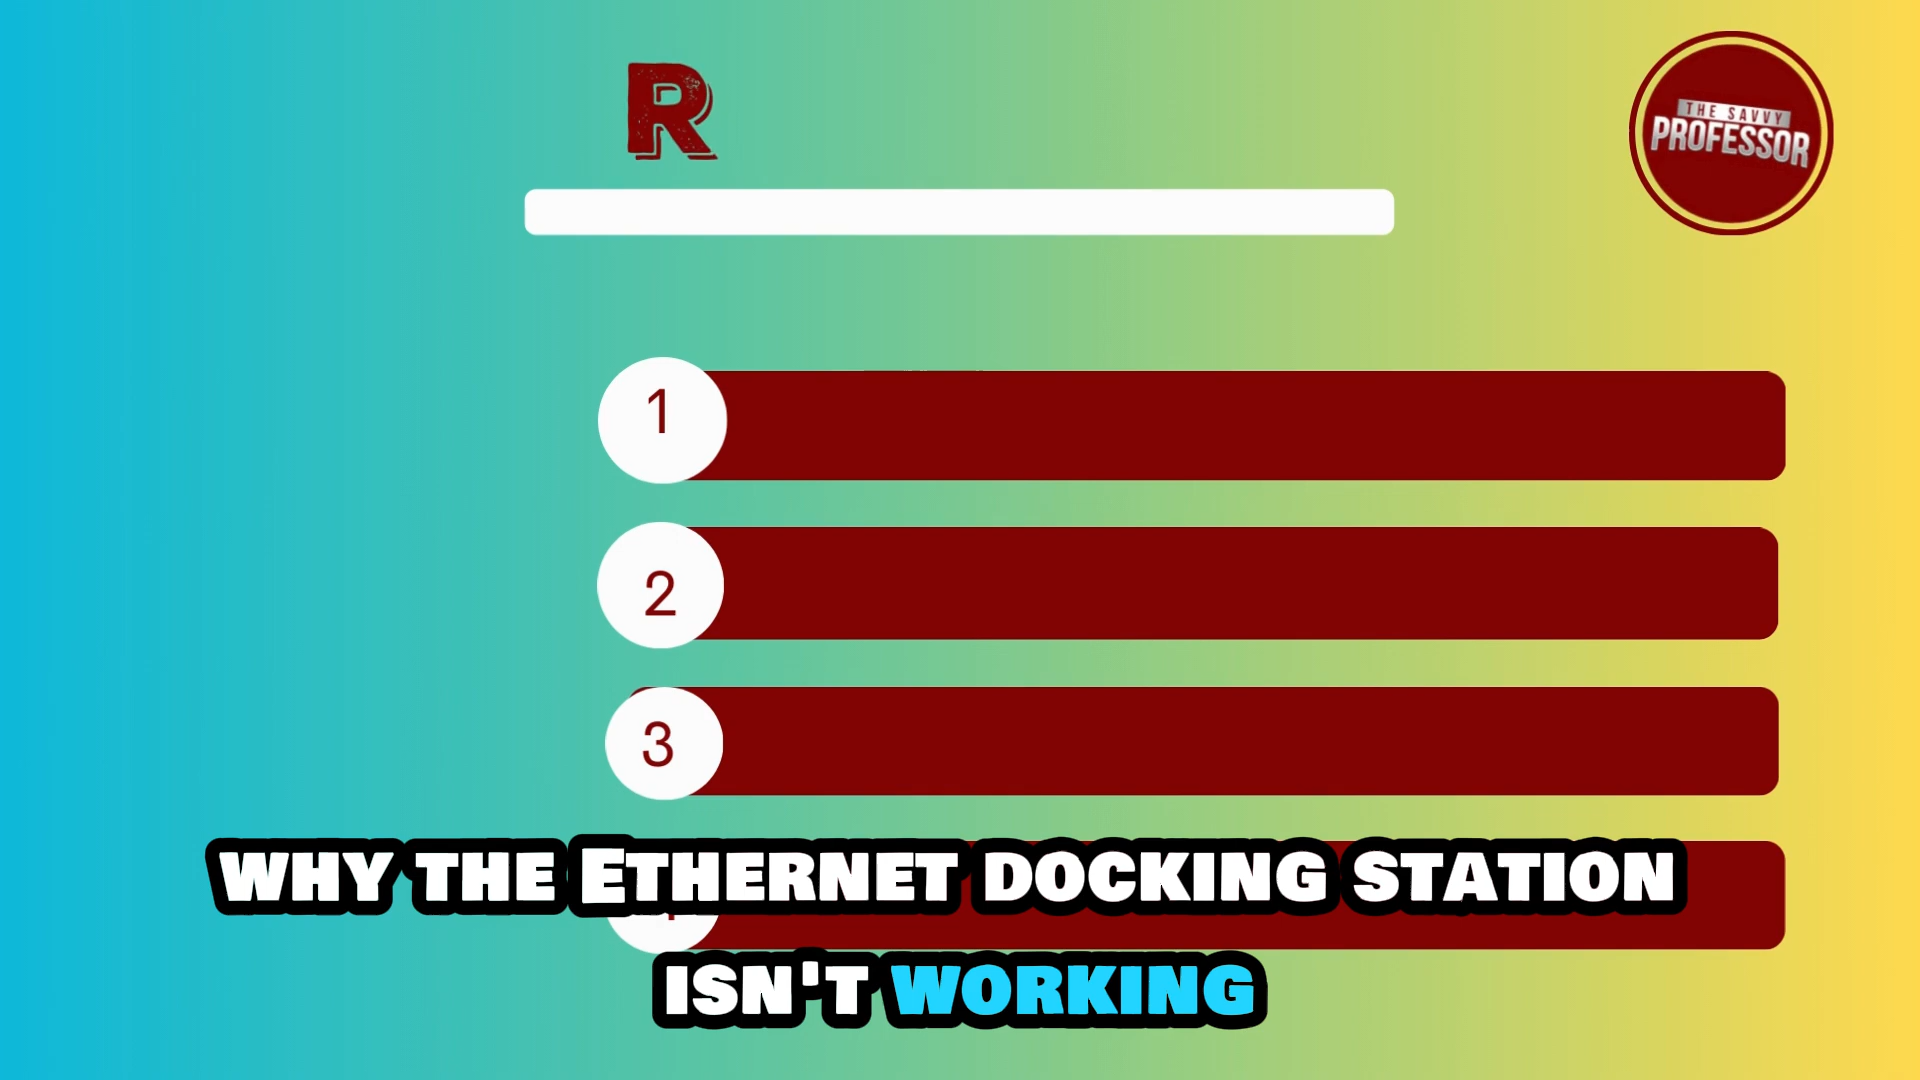 R
THE SAVVY
PROFESSOR
1
2
3
WHY THE ETHERNET DOCKING STATION
ISN'T WORKING